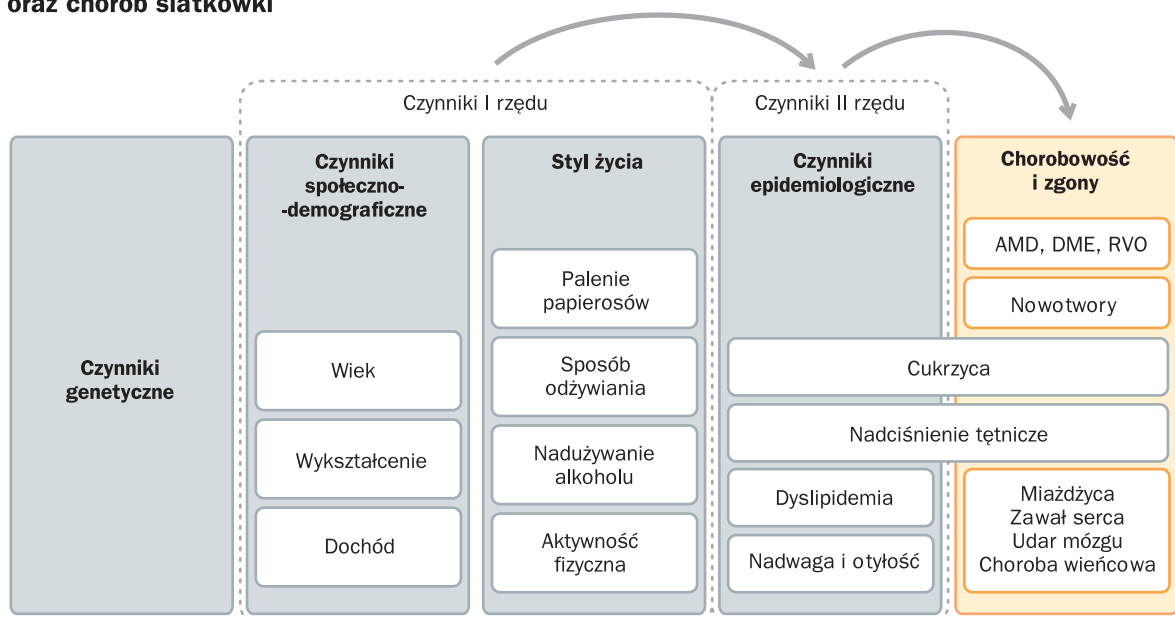 oraz chorób siatkówki
Czynniki I rzędu
Czynniki II rzędu
Czynniki
genetyczne
Czynniki
społeczno-
-demograficzne
Wiek
Wykształcenie
Dochód
Styl życia
Palenie
papierosów
Sposób
odżywiania
Nadużywanie
alkoholu
Aktywność
fizyczna
Czynniki
epidemiologiczne
Chorobowość
i zgony
AMD, DME, RVO
Nowotwory
Cukrzyca
Nadciśnienie tętnicze
Dyslipidemia
Nadwaga i otyłość
Miażdżyca
Zawał serca
Udar mózgu
Choroba wieńcowa